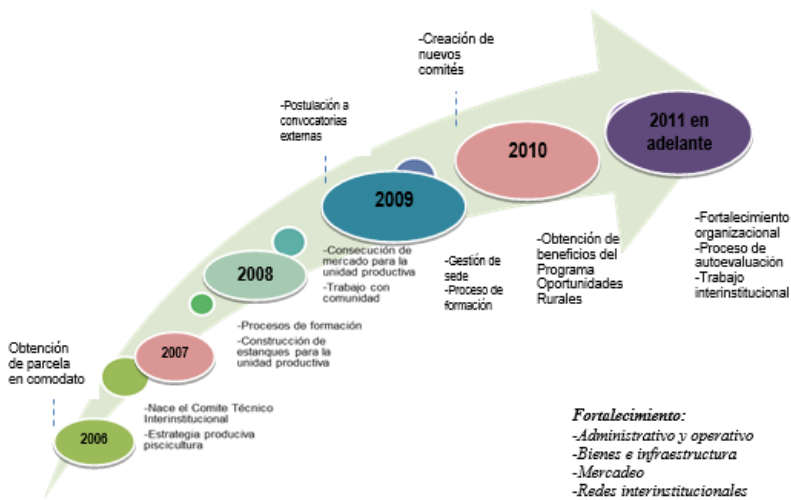 Obtención
de parcela
en comodato
2006
-Nace el Comite Técnico
Interinstitucional
-Estrategia produciva
piscicultura
2007
-Procesos de formación
-Construcción de
estanques para la
unidad productiva
2008
-Consecución de
mercado para la
unidad productiva
-Trabajo con
comunidad
-Postulación a
convocatorias
externas
2009
-Gestión de
sede
-Proceso de
formación
-Creación de
nuevos
comités
2010
-Obtención de
beneficios del
Programa
Oportunidades
Rurales
2011 en
adelante
-Fortalecimiento
organizacional
-Proceso de
autoevaluación
-Trabajo
interinstitucional
Fortalecimiento:
-Administrativo y operativo
-Bienes e infraestructura
-Mercadeo
-Redes interinstitucionales